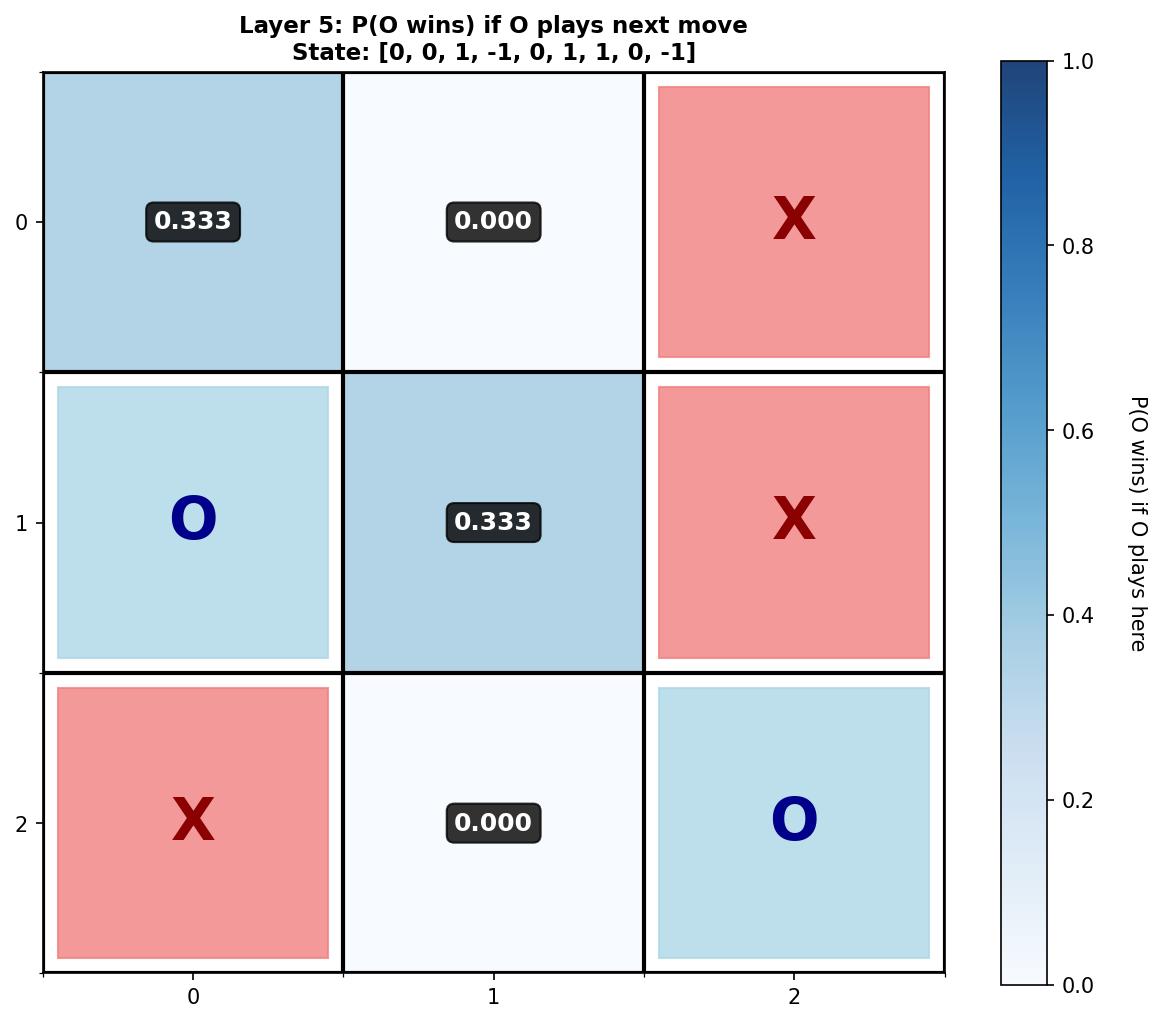 Layer 5: P(O wins) if O plays next move
State: [0, 0, 1, -1, 0, 1, 1, 0, -1]
0
0.333
0.000
X
1
O
0.333
X
2
X
0.000
O
0
1
2
1.0
0.8
0.6
0.4
0.2
0.0
P(O wins) if O plays here